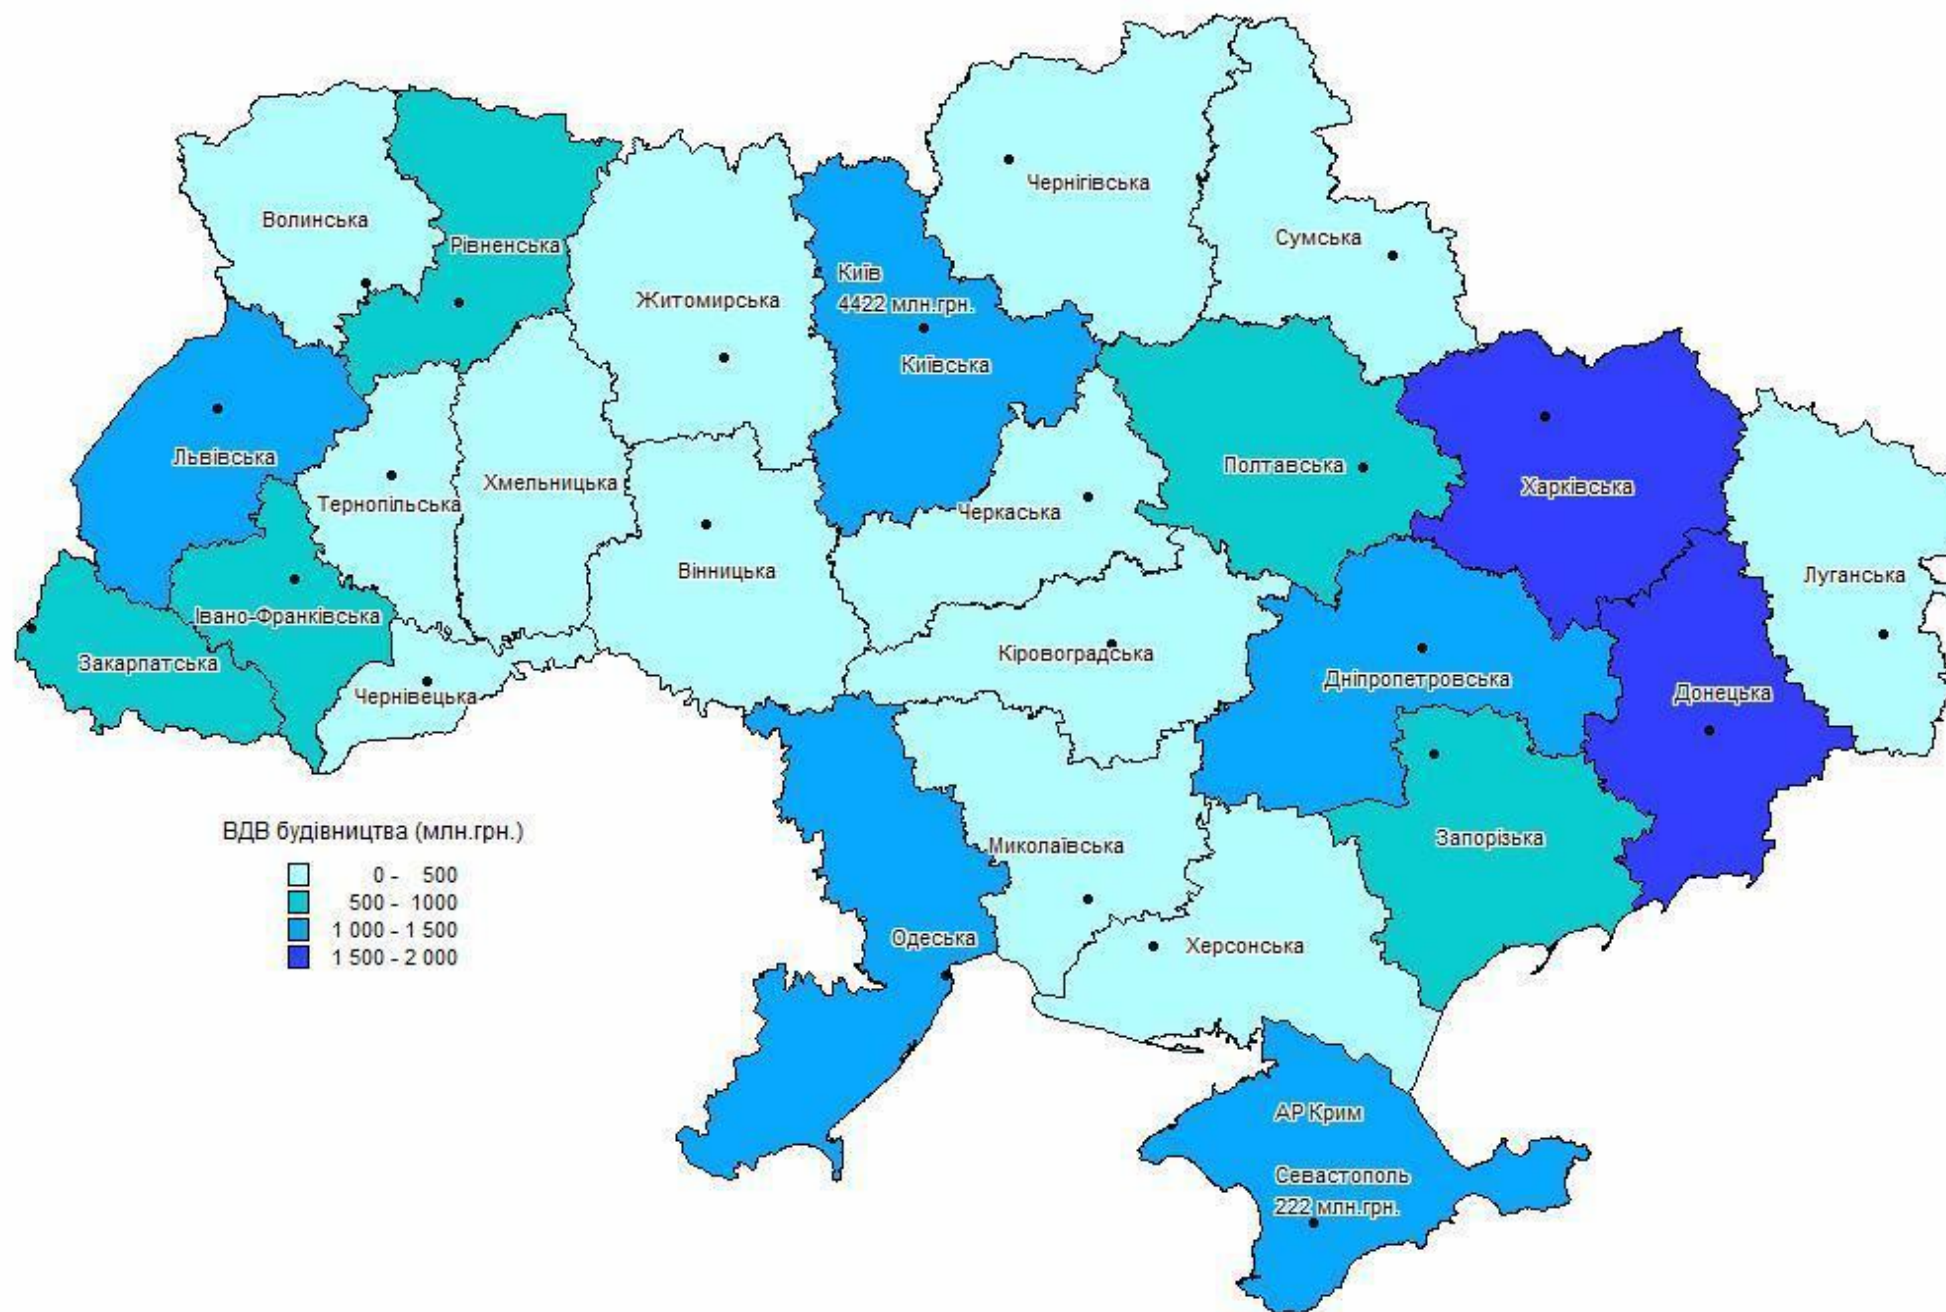 Чернігівська
Волинська
Сумська
Рівненська
Київ
4422 млн.грн.
Житомирська
Київська
Львівська
Полтавська
Хмельницька
Харківська
Тернопільська
Черкаська
Вінницька
Луганська
Івано-Франківська
Кіровоградська
Закарпатська
Дніпропетровська
Чернівецька
Донецька
ВДВ будівництва (млн.грн.)
0 - 500
500 - 1000
1 000 - 1 500
1 500 - 2 000
Запорізька
Миколаївська
Одеська
Херсонська
АР Крим
Севастополь
222 млн.грн.